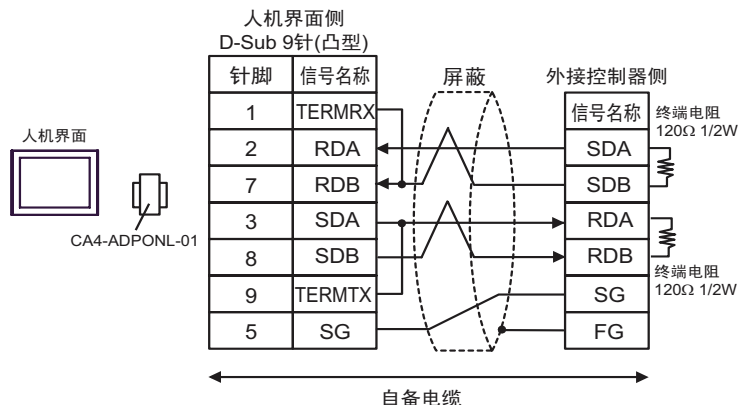 人机界面侧
D-Sub 9针(凸型)
针脚 信号名称
1 TERMRX
2 RDA
7 RDB
3 SDA
8 SDB
9 TERMTX
5 SG
屏蔽
外接控制器侧
信号名称
SDA
SDB
RDA
RDB
SG
FG
终端电阻
120Ω 1/2W
终端电阻
120Ω 1/2W
人机界面
CA4-ADPONL-01
自备电缆